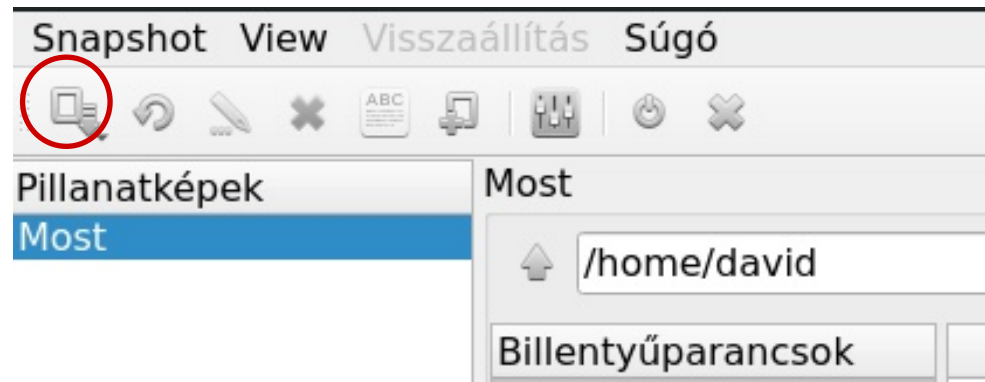 Snapshot View Visszaállítás Súgó
ABC
Pillanatképek
Most
Most
/home/david
Billentyűparancsok